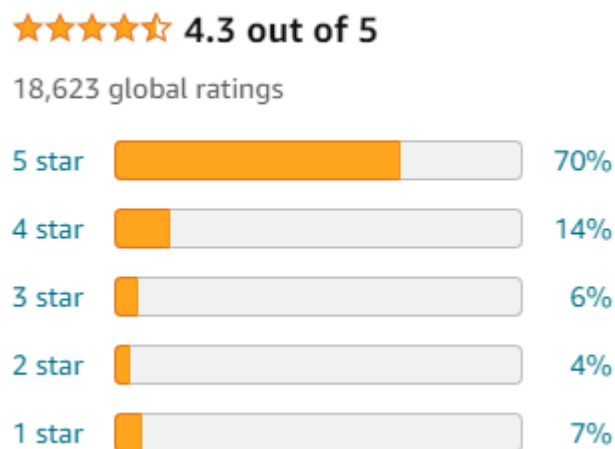 4.3 out of 5
18,623 global ratings
5 star 70%
4 star 14%
3 star 6%
2 star 4%
1 star 7%